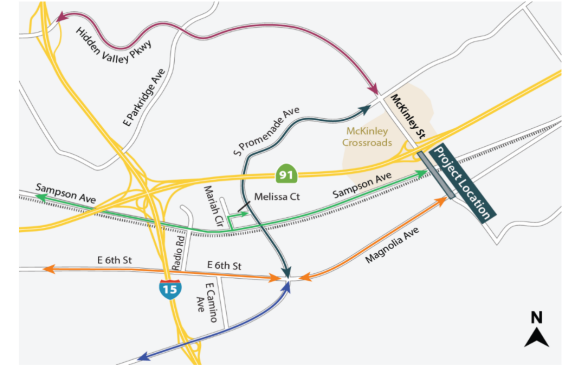 Hidden Valley Pkwy
E Parkridge Ave
McKinley St
S Promenade Ave
McKinley
Crossroads
Project Location
91
Sampson Ave
Mariah Cir
Melissa Ct
Sampson Ave
Radio Rd
E 6th St
E 6th St
Magnolia Ave
15
E Camino
Ave
N